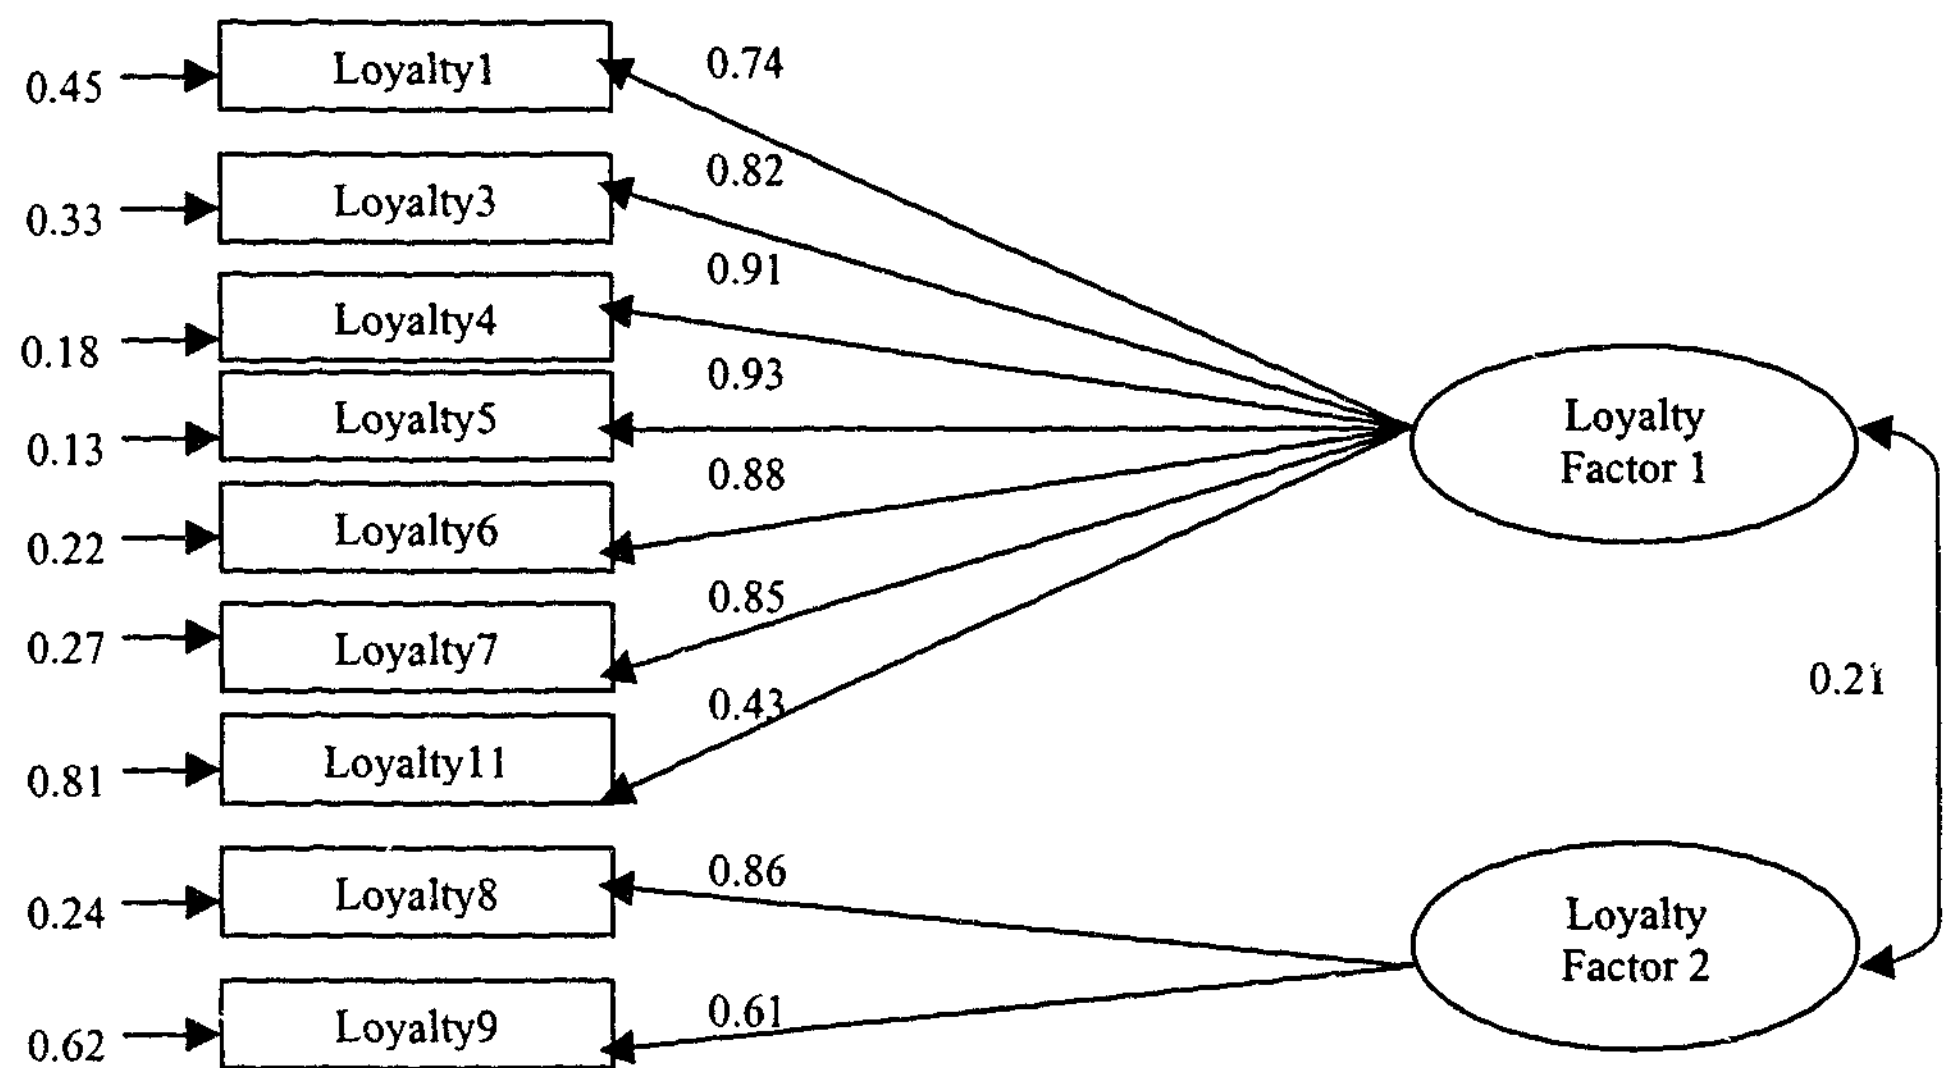 0.45 Loyalty1 0.74
0.33 Loyalty3 0.82
0.91
0.18 Loyalty4
0.93
0.13 Loyalty5
0.88
0.22 Loyalty6
0.85
0.27 Loyalty7
0.43
0.81 Loyalty11
0.24 Loyalty8 0.86
0.62 Loyalty9 0.61
Loyalty
Factor 1
0.21
Loyalty
Factor 2